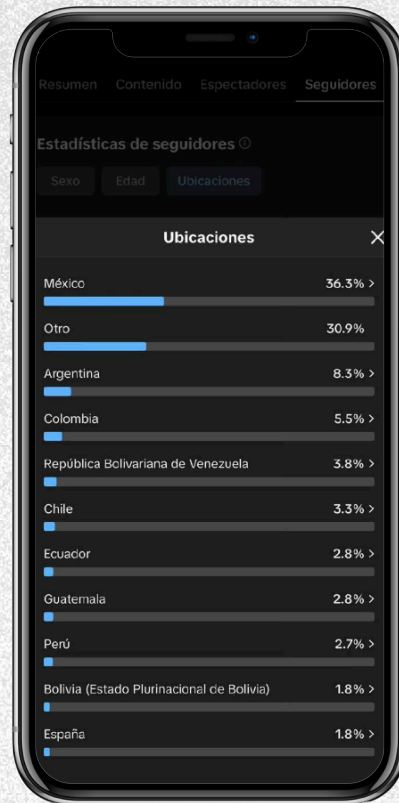 Resumen Contenido Espectadores Seguidores
Estadísticas de seguidores
Sexo Edad Ubicaciones
Ubicaciones
México 36.3% >
Otro 30.9%
Argentina 8.3% >
Colombia 5.5% >
República Bolivariana de Venezuela 3.8% >
Chile 3.3% >
Ecuador 2.8% >
Guatemala 2.8% >
Perú 2.7% >
Bolivia (Estado Plurinacional de Bolivia) 1.8% >
España 1.8% >